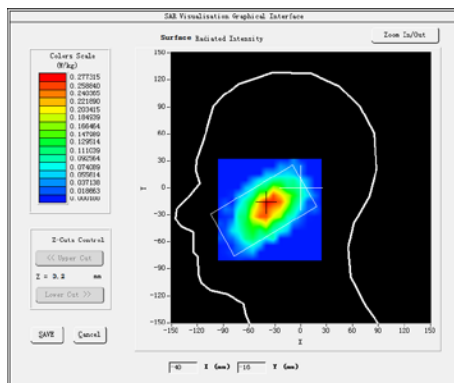 SAR Visualisation Graphical Interface
Surface Radiated Intensity
Zoom In/Out
Colors Scale
(W/kg)
0.277315
0.258840
0.240365
0.221890
0.203415
0.184939
0.166464
0.147989
0.129514
0.111039
0.092564
0.074089
0.055614
0.037138
0.018663
0.000188
Z-Cuts Control
<< Upper Cut
Z = 3.2 mm
Lower Cut >>
SAVE Cancel
150
120
90
60
30
0
-30
-60
-90
-120
-150
Y
-150 -120 -90 -60 -30 0 30 60 90 120 150
X
-40 X (mm) -16 Y (mm)